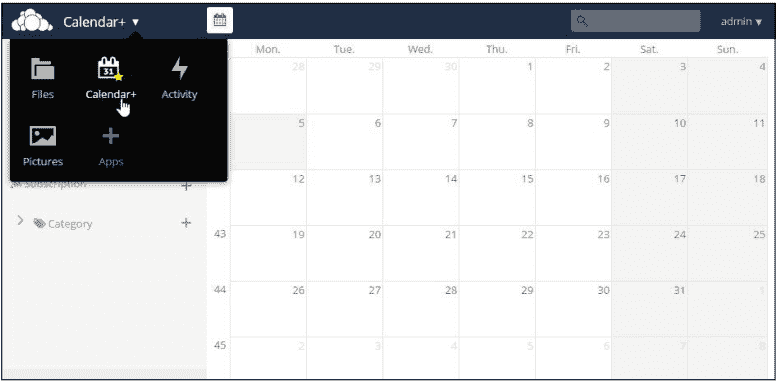 Calendar+ ▾ admin ▾
Mon. Tue. Wed. Thu. Fri. Sat. Sun.
28 29 30 1 2 3 4
31
Files Calendar+ Activity
5 6 7 8 9 10 11
Pictures Apps
12 13 14 15 16 17 18
Subscription +
Category +
43 19 20 21 22 23 24 25
44 26 27 28 29 30 31 1
45 2 3 4 5 6 7 8